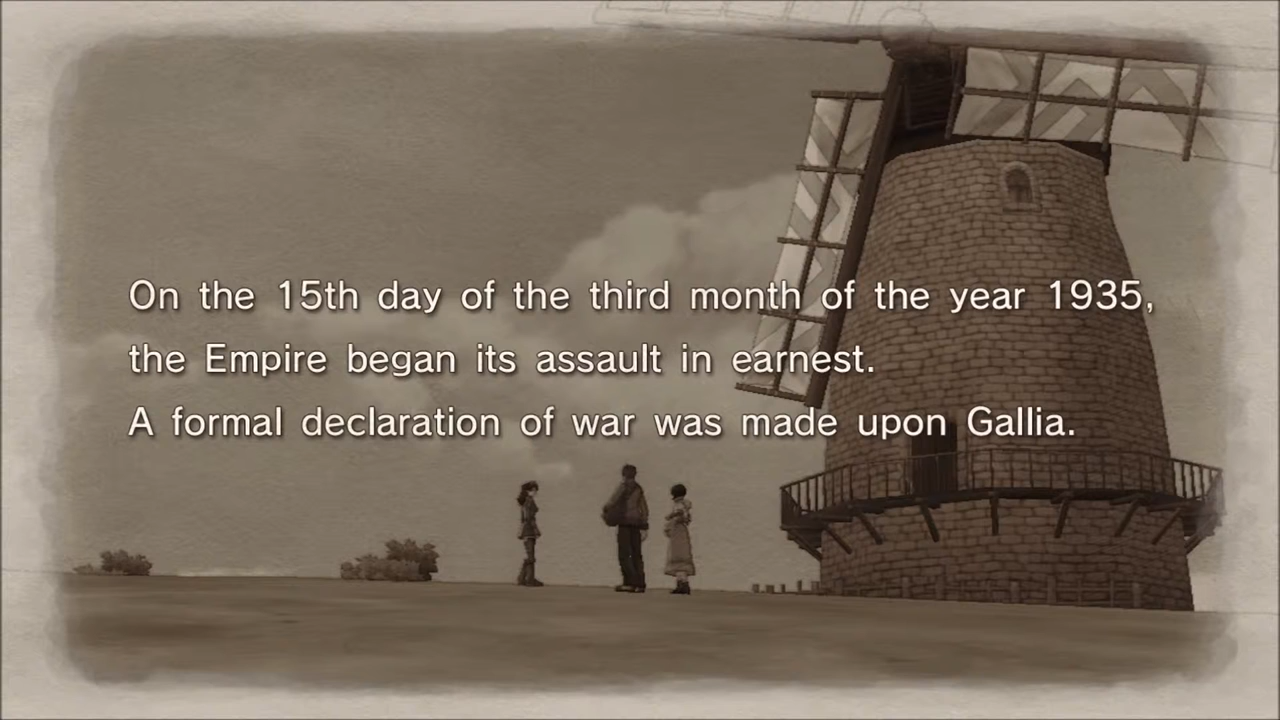 On the 15th day of the third month of the year 1935,
the Empire began its assault in earnest.
A formal declaration of war was made upon Gallia.